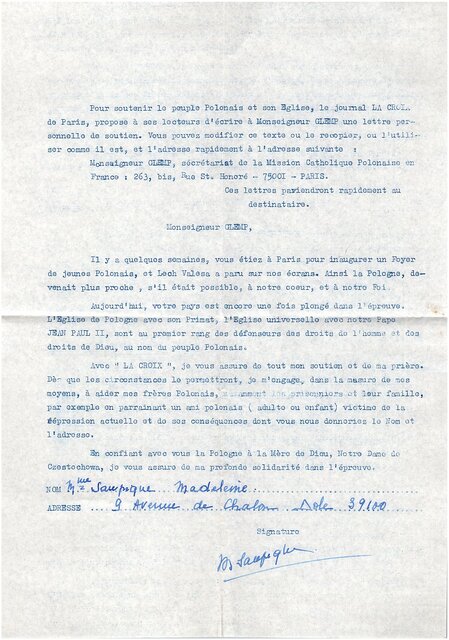 Pour soutenir le peuple Polonais et son Eglise, le journal LA CROIX
de Paris, propose à ses lecteurs d'écrire à Monseigneur GLEMP une lettre per-
sonnelle de soutien. Vous pouvez modifier ce texte ou le recopier, ou l'utili-
ser comme il est, et l'adresse rapidement à l'adresse suivante :
Monsaigneur GLEMP, sécrétariat de la Mission Catholique Polonaise en
France : 263, bis, Rue St. Honoré - 75001 - PARIS.
Ces lettres parviendront rapidement au
destinataire.
Monseigneur GLEMP,
Il y a quelques semaines, vous étiez à Paris pour inaugurer un Foyer
de jeunes Polonais, et Lech Valesa a paru sur nos écrans. Ainsi la Pologne, de-
venait plus proche , s'il était possible, à notre coeur, et à notre Foi.
Aujourd'hui, votre pays est encore une fois plongé dans l'épreuve.
L'Eglise de Pologne avec son Primat, l'Eglise universelle avec notre Pape
JEAN PAUL II, sont au premier rang des défenseurs des droits de l'homme et des
droits de Dieu, au nom du peuple Polonais.
Avec " LA CROIX ", je vous assure de tout mon soutien et de ma prière.
Dès que les circonstances le permettront, je m'engage, dans la mesure de mes
moyens, à aider mes frères Polonais, notamment les prisonniers et leur famille,
par exemple en parrainant un ami polonais ( adulte ou enfant) victime de la
répression actuelle et de ses conséquences dont vous nous donneriez le Nom et
l'adresse.
En confiant avec vous la Pologne à la Mère de Dieu, Notre Dame de
Czestochowa, je vous assure de ma profonde solidarité dans l'épreuve.
NOM Mme Madeleine
ADRESSE 9 Avenue de Chalon Dole 39100
Signature